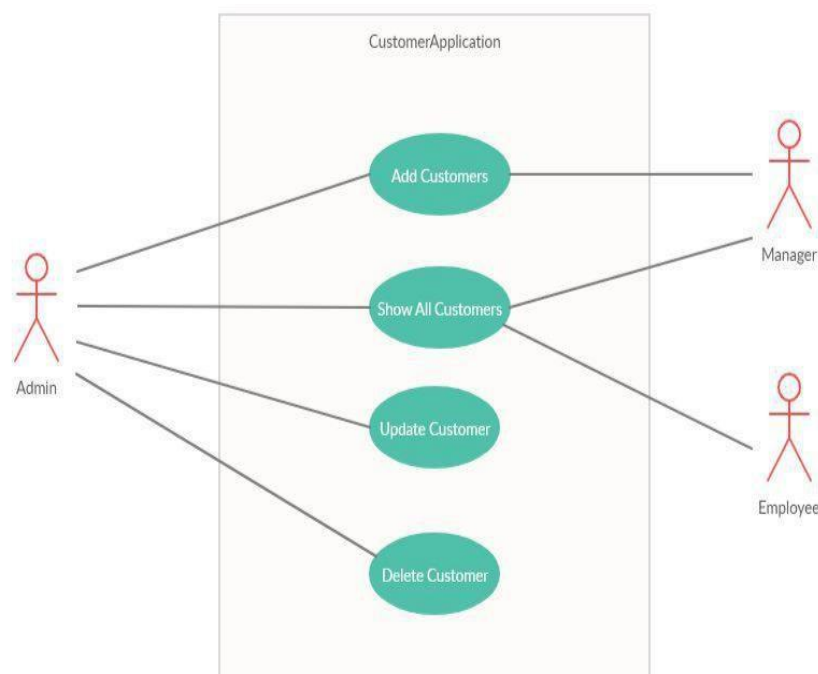 CustomerApplication
Add Customers
Manager
Show All Customers
Admin
Update Customer
Employee
Delete Customer